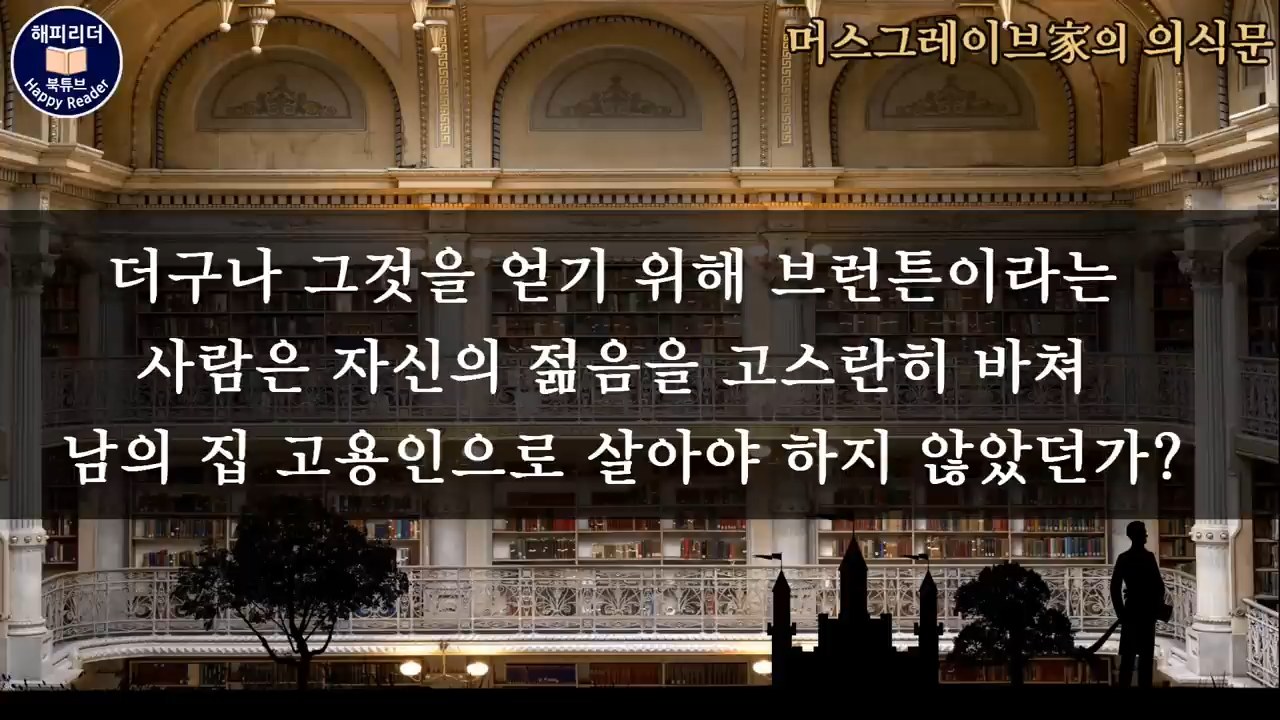 해피리더
북튜브
Happy Reader
머스그레이브家의 의식문
더구나 그것을 얻기 위해 브런튼이라는
사람은 자신의 젊음을 고스란히 바쳐
남의 집 고용인으로 살아야 하지 않았던가?